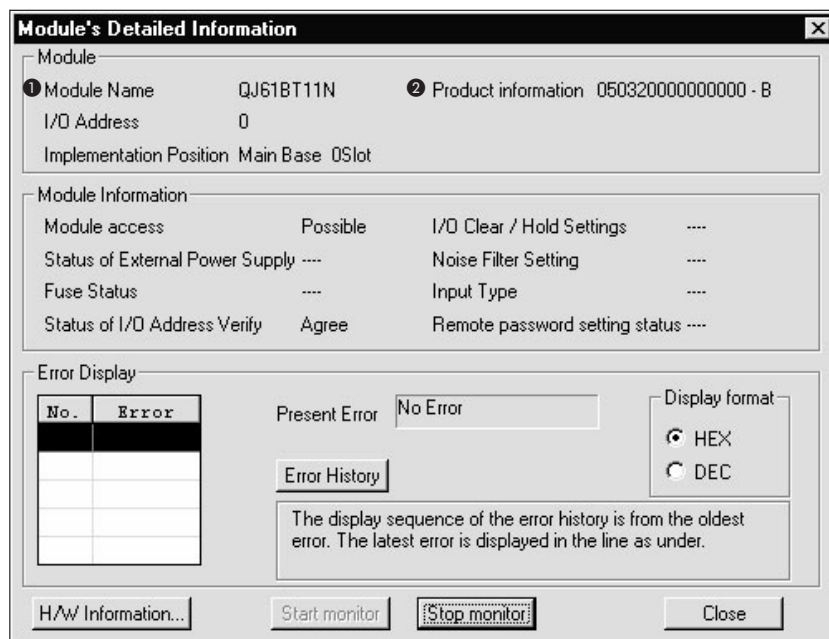 Module's Detailed Information
Module
❶ Module Name QJ61BT11N ❷ Product information 050320000000000 - B
I/O Address 0
Implementation Position Main Base 0Slot
Module Information
Module access Possible I/O Clear / Hold Settings ----
Status of External Power Supply ---- Noise Filter Setting ----
Fuse Status ---- Input Type ----
Status of I/O Address Verify Agree Remote password setting status ----
Error Display
No. Error
Present Error No Error
Display format
HEX
DEC
Error History
The display sequence of the error history is from the oldest
error. The latest error is displayed in the line as under.
H/W Information... Start monitor Stop monitor Close